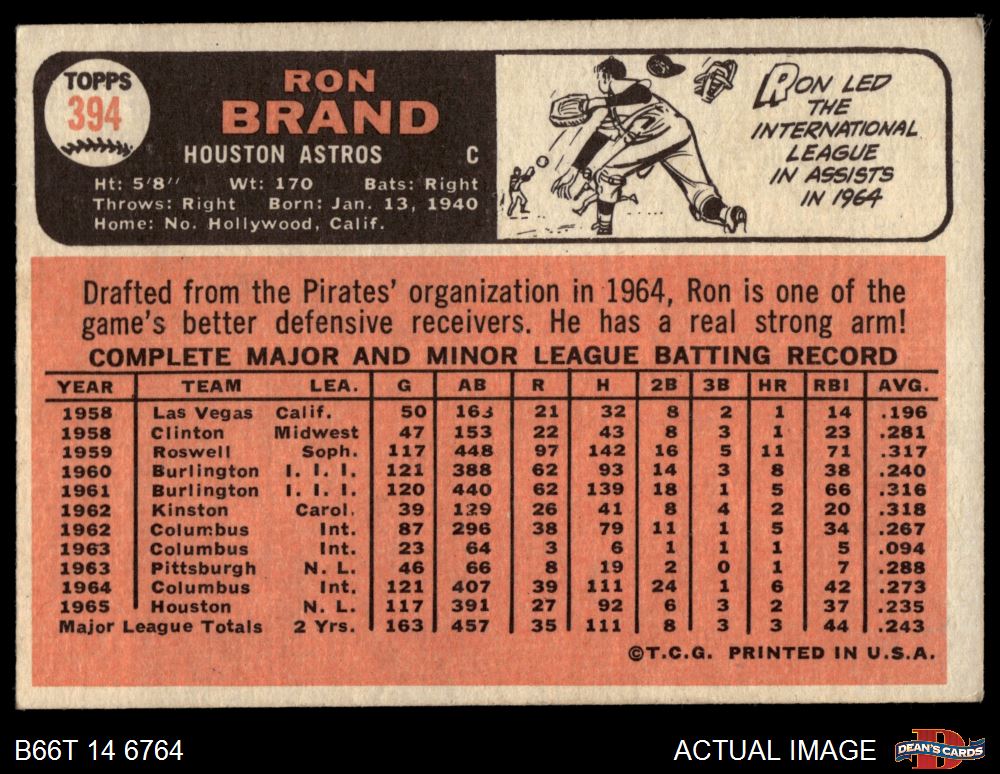 TOPPS
394
RON
BRAND
HOUSTON ASTROS C
Ht: 5'8" Wt: 170 Bats: Right
Throws: Right Born: Jan. 13, 1940
Home: No. Hollywood, Calif.
RON LED
THE
INTERNATIONAL
LEAGUE
IN ASSISTS
IN 1964
Drafted from the Pirates' organization in 1964, Ron is one of the
game's better defensive receivers. He has a real strong arm!
COMPLETE MAJOR AND MINOR LEAGUE BATTING RECORD
YEAR TEAM LEA. G AB R H 2B 3B HR RBI AVG.
1958 Las Vegas Calif. 50 163 21 32 8 2 1 14 .196
1958 Clinton Midwest 47 153 22 43 8 3 1 23 .281
1959 Roswell Soph. 117 448 97 142 16 5 11 71 .317
1960 Burlington I. I. I. 121 388 62 93 14 3 8 38 .240
1961 Burlington I. I. I. 120 440 62 139 18 1 5 66 .316
1962 Kinston Carol. 39 129 26 41 8 4 2 20 .318
1962 Columbus Int. 87 296 38 79 11 1 5 34 .267
1963 Columbus Int. 23 64 3 6 1 1 1 5 .094
1963 Pittsburgh N. L. 46 66 8 19 2 0 1 7 .288
1964 Columbus Int. 121 407 39 111 24 1 6 42 .273
1965 Houston N. L. 117 391 27 92 6 3 2 37 .235
Major League Totals 2 Yrs. 163 457 35 111 8 3 3 44 .243
©T.C.G. PRINTED IN U.S.A.
B66T 14 6764 ACTUAL IMAGE
D
DEAN'S CARDS